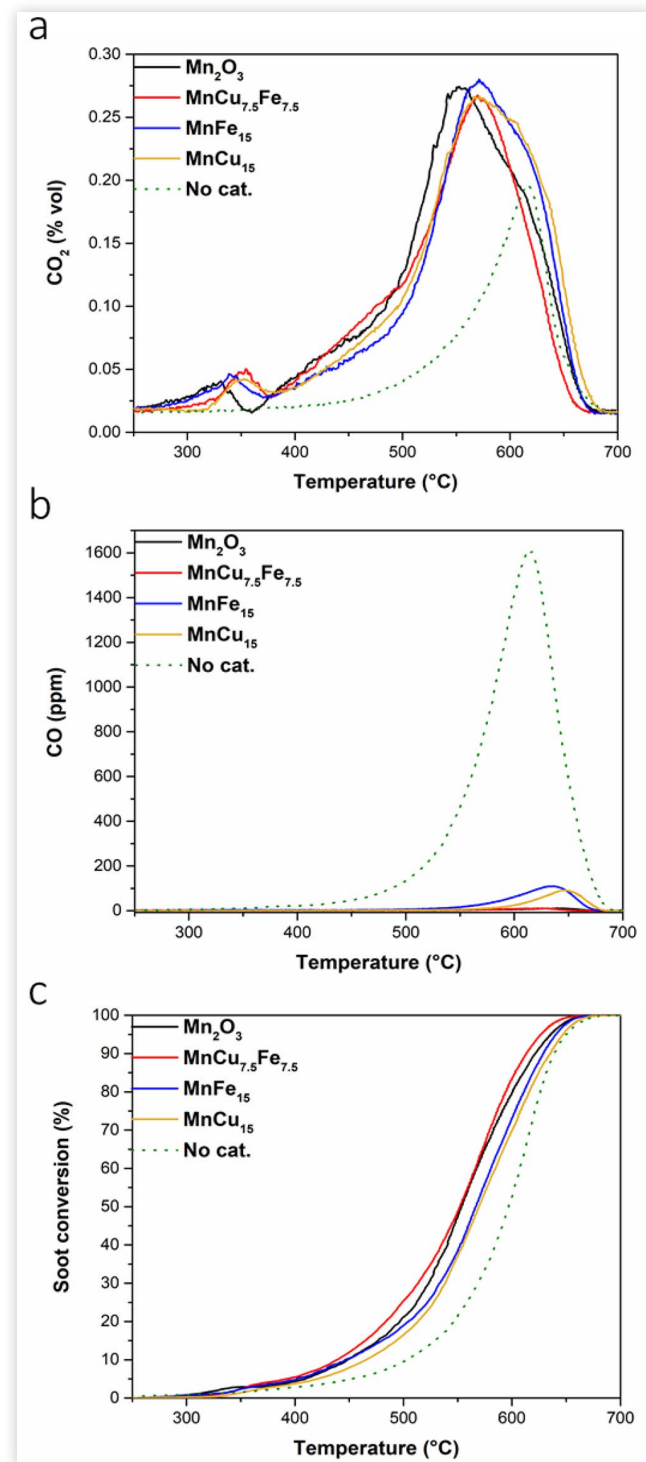 a
0.30
0.25
0.20
0.15
0.10
0.05
0.00
CO₂ (% vol)
Mn₂O₃
MnCu₇.₅Fe₇.₅
MnFe₁₅
MnCu₁₅
No cat.
300 400 500 600 700
Temperature (°C)
b
1600
1400
1200
1000
800
600
400
200
0
CO (ppm)
Mn₂O₃
MnCu₇.₅Fe₇.₅
MnFe₁₅
MnCu₁₅
No cat.
300 400 500 600 700
Temperature (°C)
c
100
90
80
70
60
50
40
30
20
10
0
Soot conversion (%)
Mn₂O₃
MnCu₇.₅Fe₇.₅
MnFe₁₅
MnCu₁₅
No cat.
300 400 500 600 700
Temperature (°C)